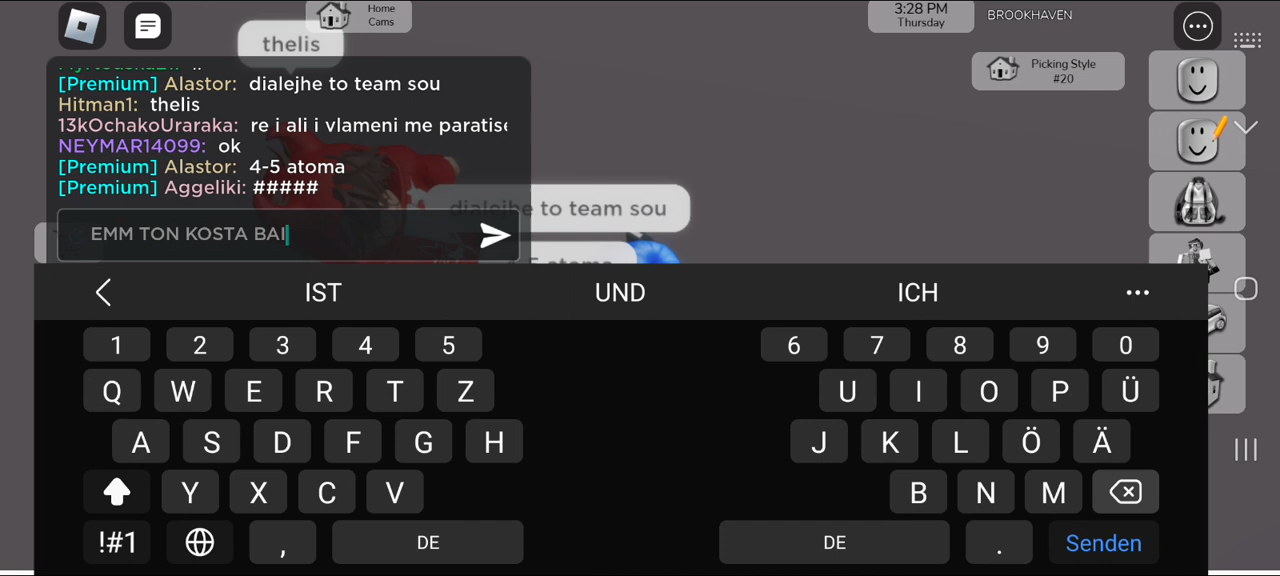 Home
Cams
3:28 PM
Thursday
BROOKHAVEN
thelis
Picking Style
#20
[Premium] Alastor: dialejhe to team sou
Hitman1: thelis
13kOchakoUraraka: re i ali i vlameni me paratise
NEYMAR14099: ok
[Premium] Alastor: 4-5 atoma
[Premium] Aggeliki: #####
dialejhe to team sou
EMM TON KOSTA BAI
IST UND ICH ...
1 2 3 4 5 6 7 8 9 0
Q W E R T Z U I O P Ü
A S D F G H J K L Ö Ä
Y X C V B N M
!#1 , DE DE . Senden